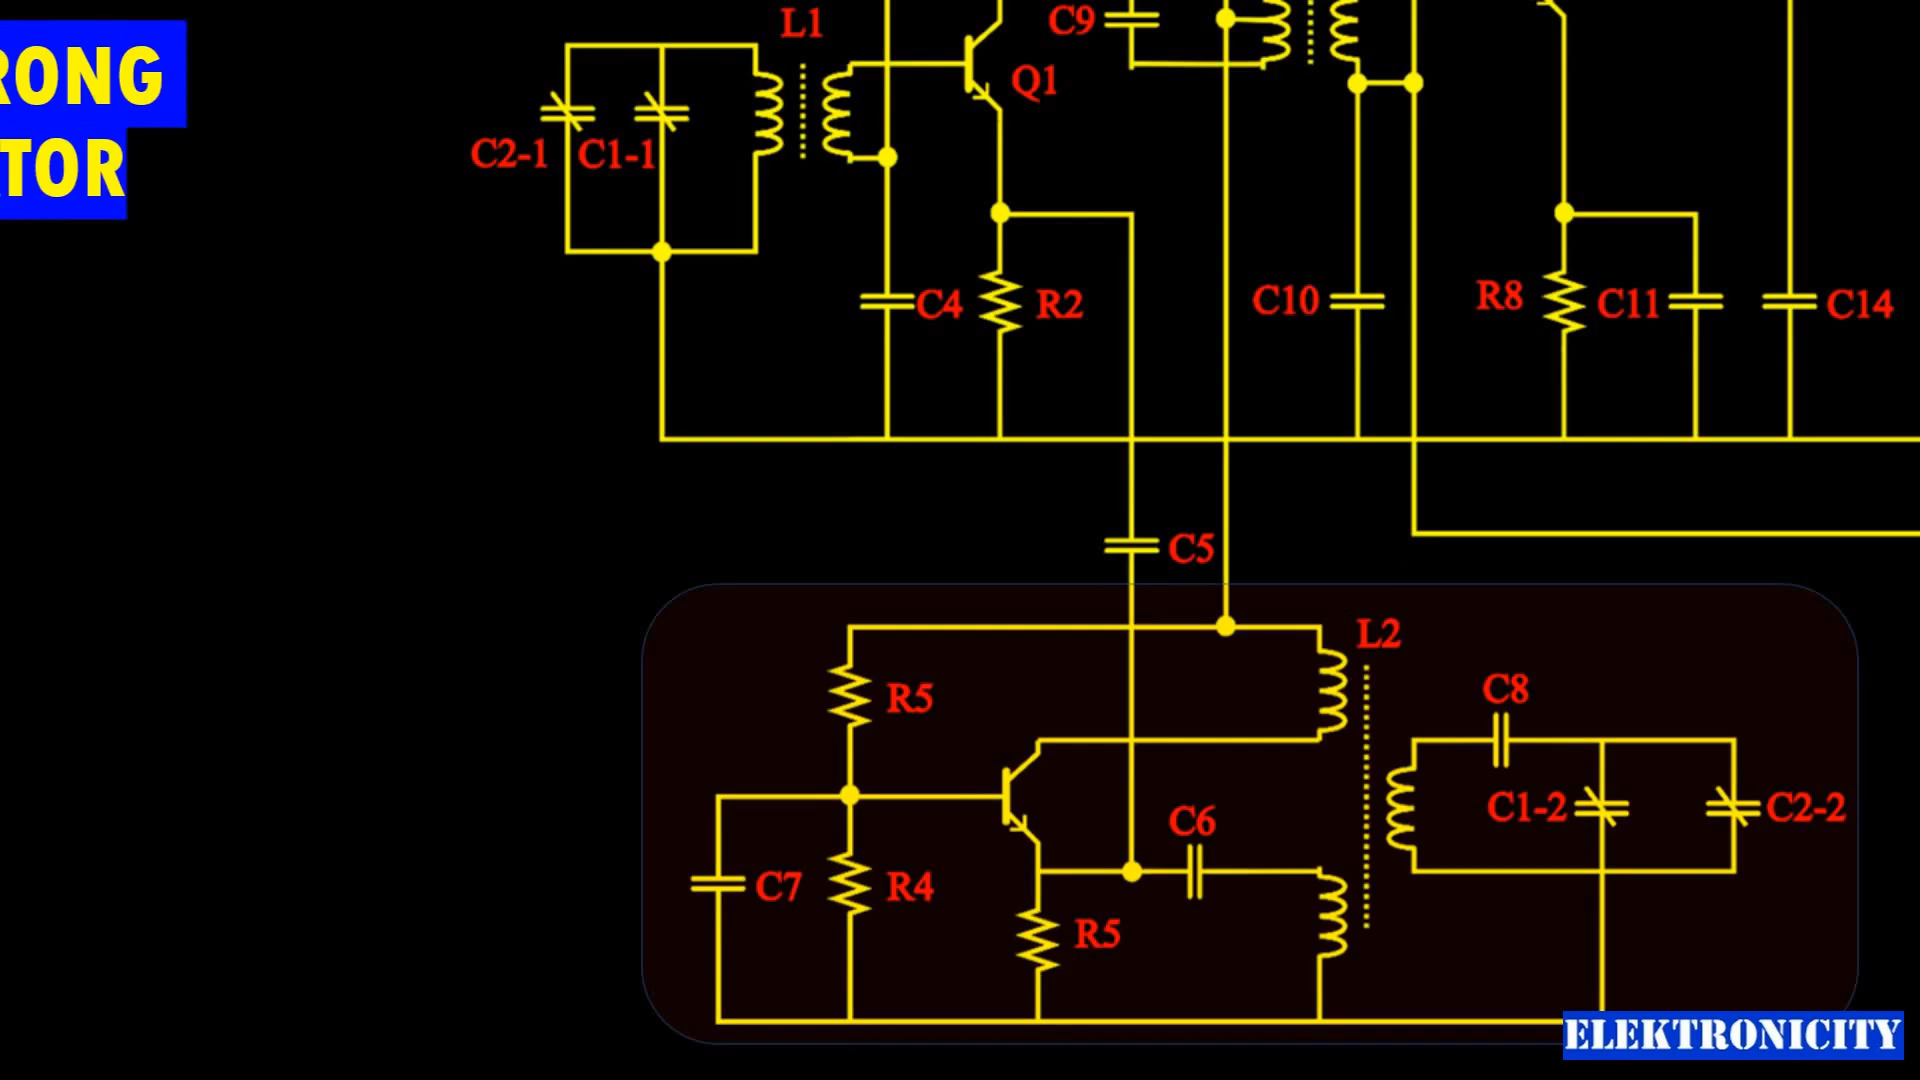 RONG
TOR
L1
C9
Q1
C2-1
C1-1
C4
R2
C10
R8
C11
C14
C5
L2
R5
C8
C6
C1-2
C2-2
C7
R4
R5
ELEKTRONICITY